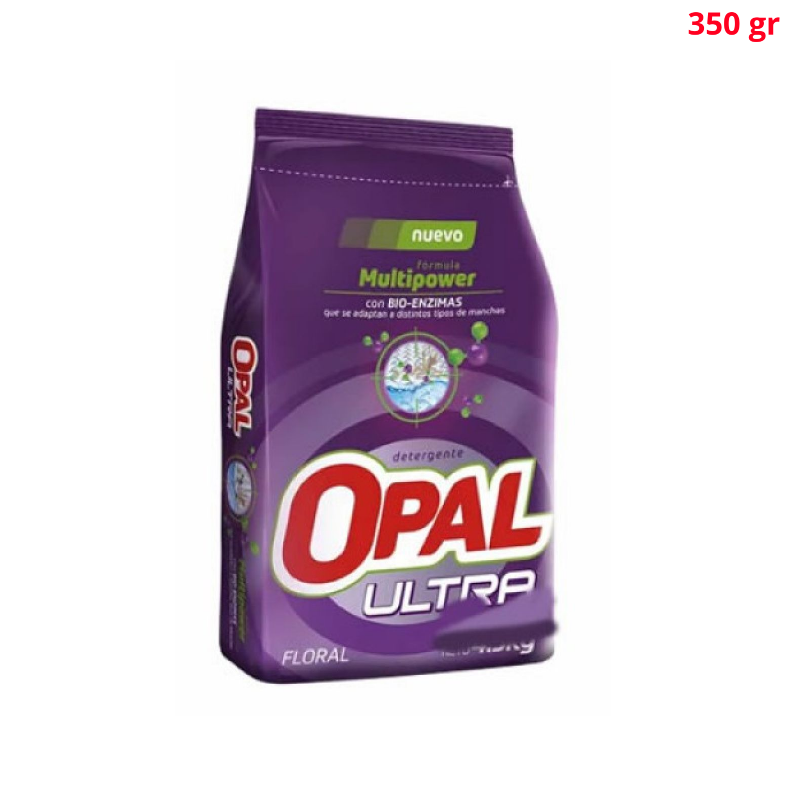 350 gr
nuevo
fórmula
Multipower
con BIO-ENZIMAS
que se adaptan a distintos tipos de manchas
detergente
OPAL
ULTRA
FLORAL
OPAL
ULTRA
Multipower